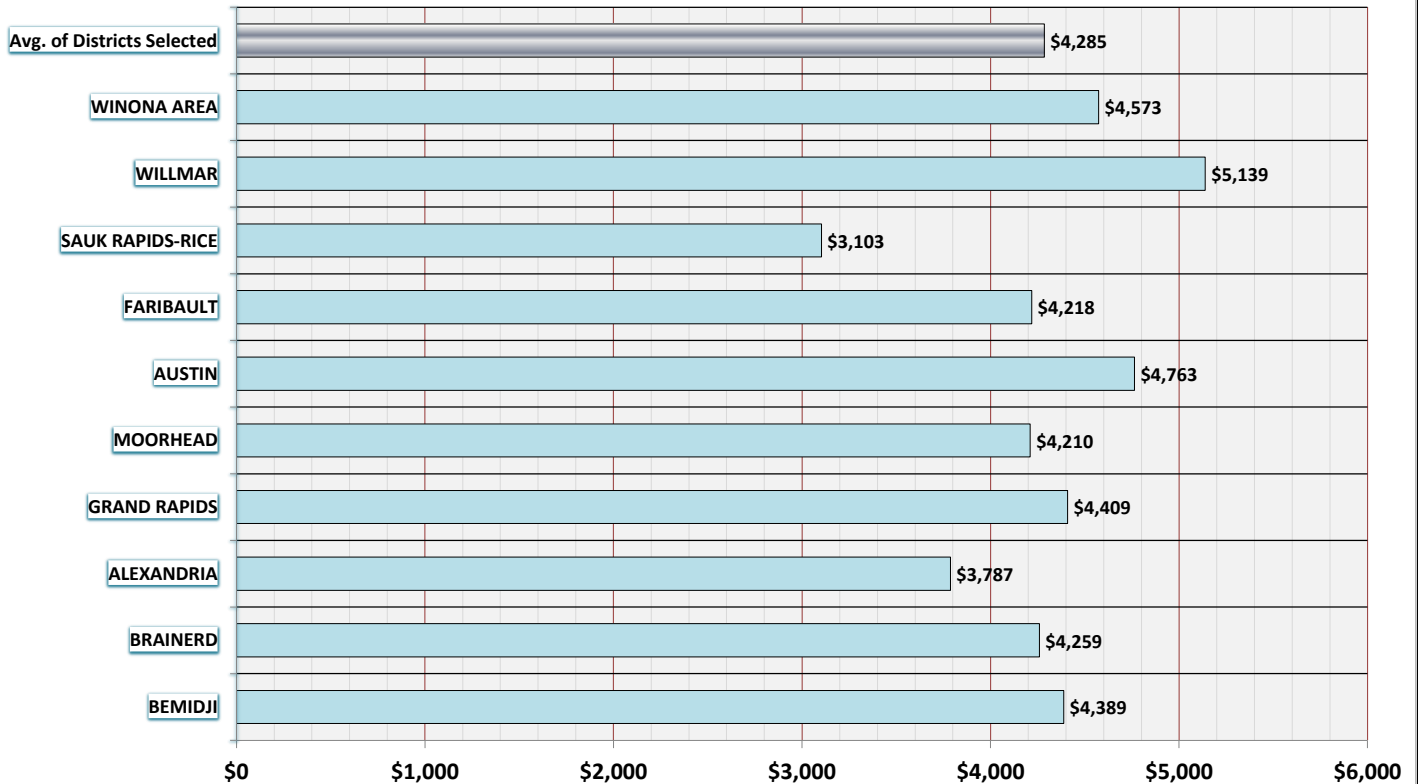 Avg. of Districts Selected $4,285
WINONA AREA $4,573
WILLMAR $5,139
SAUK RAPIDS-RICE $3,103
FARIBAULT $4,218
AUSTIN $4,763
MOORHEAD $4,210
GRAND RAPIDS $4,409
ALEXANDRIA $3,787
BRAINERD $4,259
BEMIDJI $4,389
$0 $1,000 $2,000 $3,000 $4,000 $5,000 $6,000